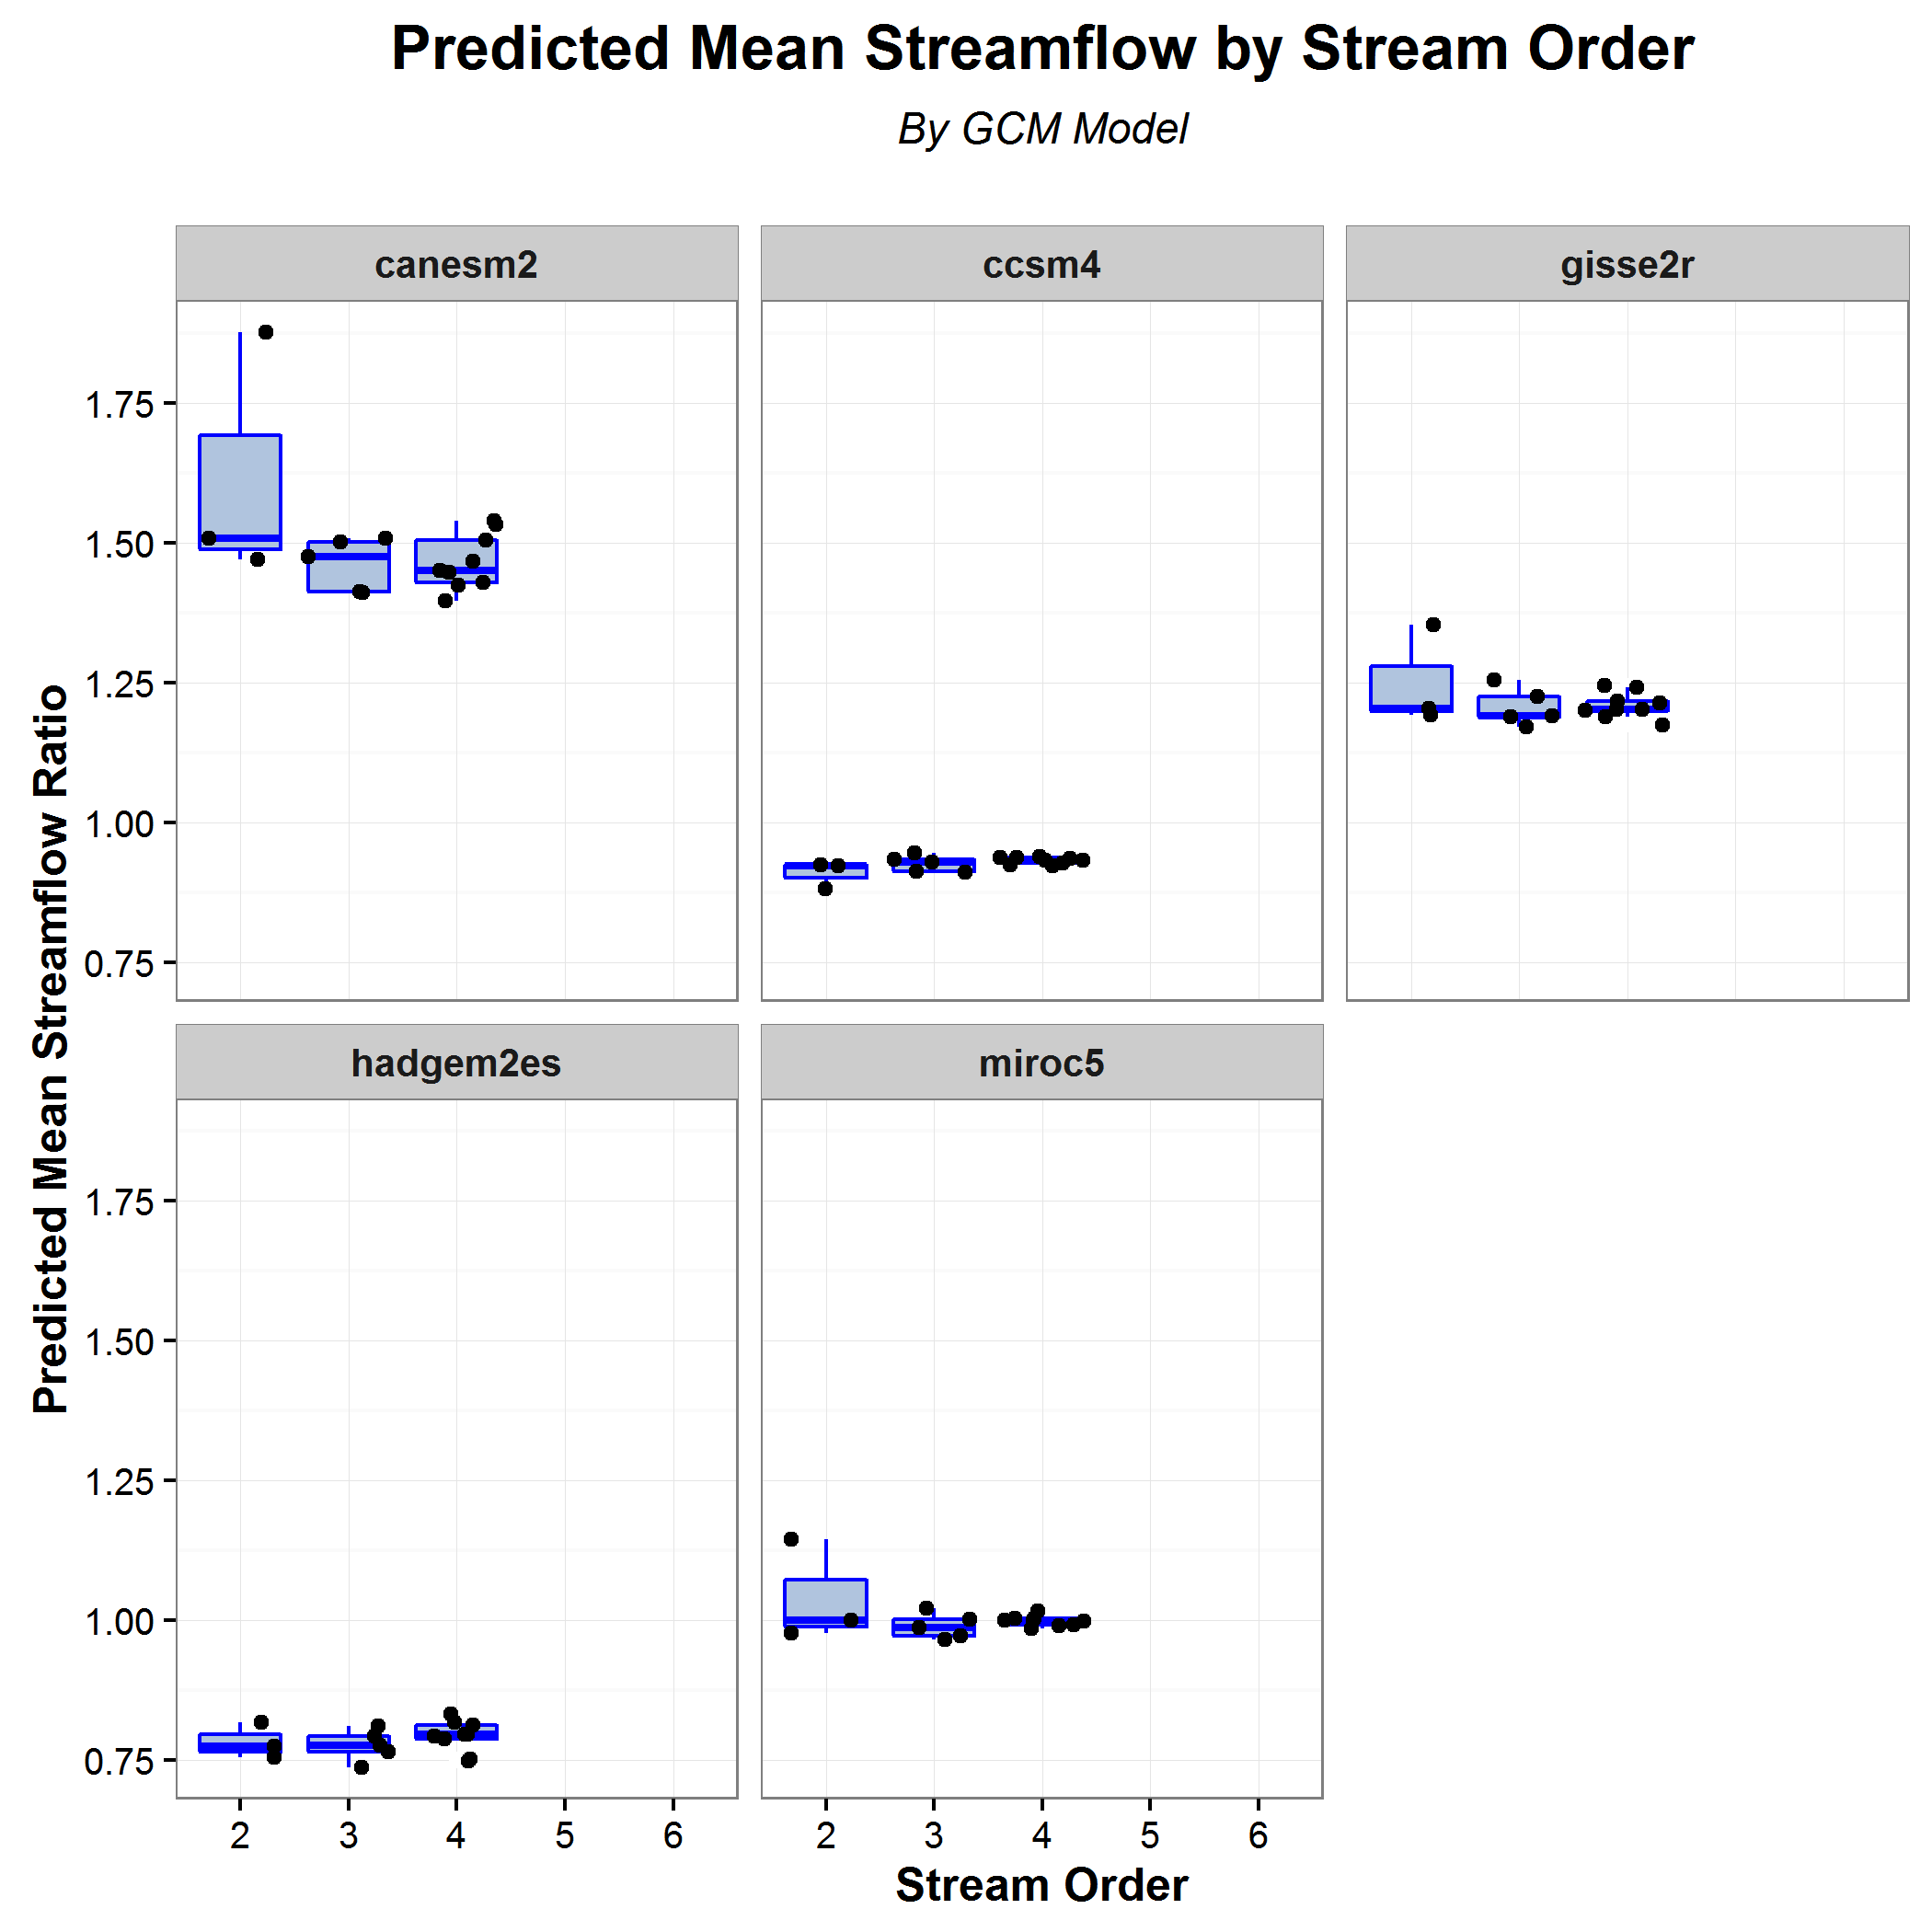 Predicted Mean Streamflow by Stream Order
By GCM Model
canesm2
ccsm4
gisse2r
Predicted Mean Streamflow Ratio
1.75
1.50
1.25
1.00
0.75
hadgem2es
miroc5
1.75
1.50
1.25
1.00
0.75
2 3 4 5 6
2 3 4 5 6
Stream Order